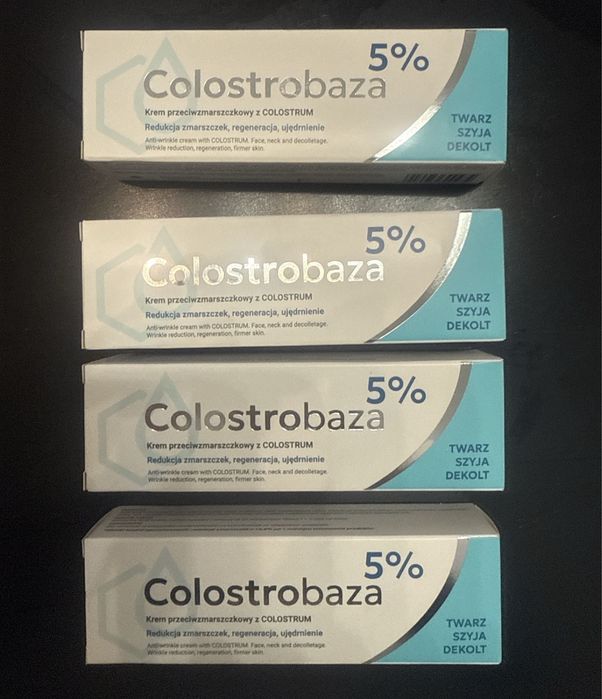 5%
Colostrobaza
Krem przeciwzmarszczkowy z COLOSTRUM
Redukcja zmarszczek, regeneracja, ujędrnienie
Anti-wrinkle cream with COLOSTRUM. Face, neck and decolletage.
Wrinkle reduction, regeneration, firmer skin.
TWARZ
SZYJA
DEKOLT
5%
Colostrobaza
Krem przeciwzmarszczkowy z COLOSTRUM
Redukcja zmarszczek, regeneracja, ujędrnienie
Anti-wrinkle cream with COLOSTRUM. Face, neck and decolletage.
Wrinkle reduction, regeneration, firmer skin.
TWARZ
SZYJA
DEKOLT
5%
Colostrobaza
Krem przeciwzmarszczkowy z COLOSTRUM
Redukcja zmarszczek, regeneracja, ujędrnienie
Anti-wrinkle cream with COLOSTRUM. Face, neck and decolletage.
Wrinkle reduction, regeneration, firmer skin.
TWARZ
SZYJA
DEKOLT
5%
Colostrobaza
Krem przeciwzmarszczkowy z COLOSTRUM
Redukcja zmarszczek, regeneracja, ujędrnienie
Anti-wrinkle cream with COLOSTRUM. Face, neck and decolletage.
Wrinkle reduction, regeneration, firmer skin.
TWARZ
SZYJA
DEKOLT